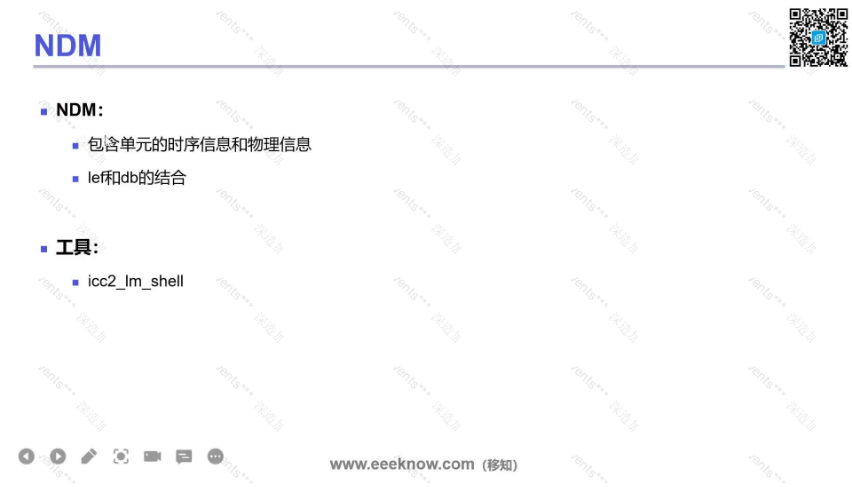 NDM
NDM：
包含单元的时序信息和物理信息
lef和db的结合
工具：
icc2_lm_shell
www.eeeknow.com（移知）